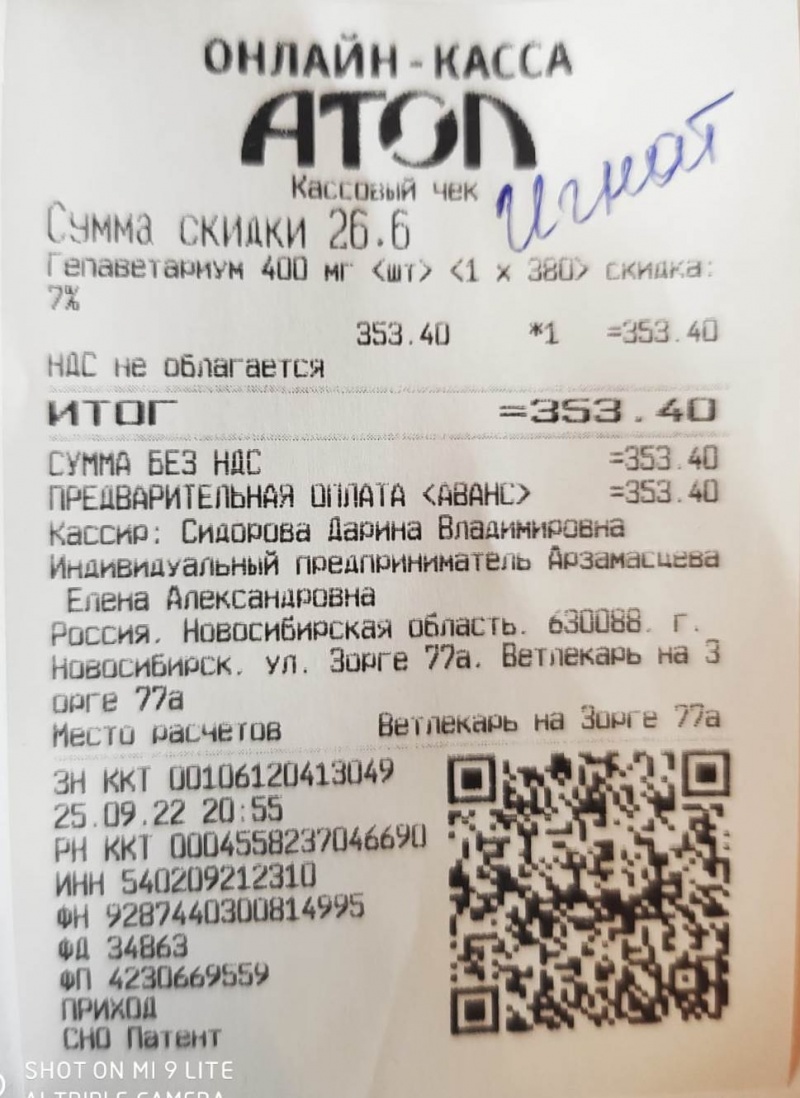 ОНЛАЙН-КАССА
АТОЛ
Кассовый чек
Игнат
Сумма скидки 26.6
Гепаветариум 400 мг <шт> <1 x 380> скидка:
7%
353.40 *1 =353.40
НДС не облагается
ИТОГ =353.40
СУММА БЕЗ НДС =353.40
ПРЕДВАРИТЕЛЬНАЯ ОПЛАТА <АВАНС> =353.40
Кассир: Сидорова Дарина Владимировна
Индивидуальный предприниматель Арзамасцева
Елена Александровна
Россия, Новосибирская область, 630088, г.
Новосибирск, ул. Зорге 77а, Ветлекарь на З
орге 77а
Место расчетов Ветлекарь на Зорге 77а
ЗН ККТ 00106120413049
25.09.22 20:55
РН ККТ 0004558237046690
ИНН 540209212310
ФН 9287440300814995
ФД 34863
ФП 4230669559
ПРИХОД
СНО Патент
SHOT ON MI 9 LITE
AI TRIPLE CAMERA